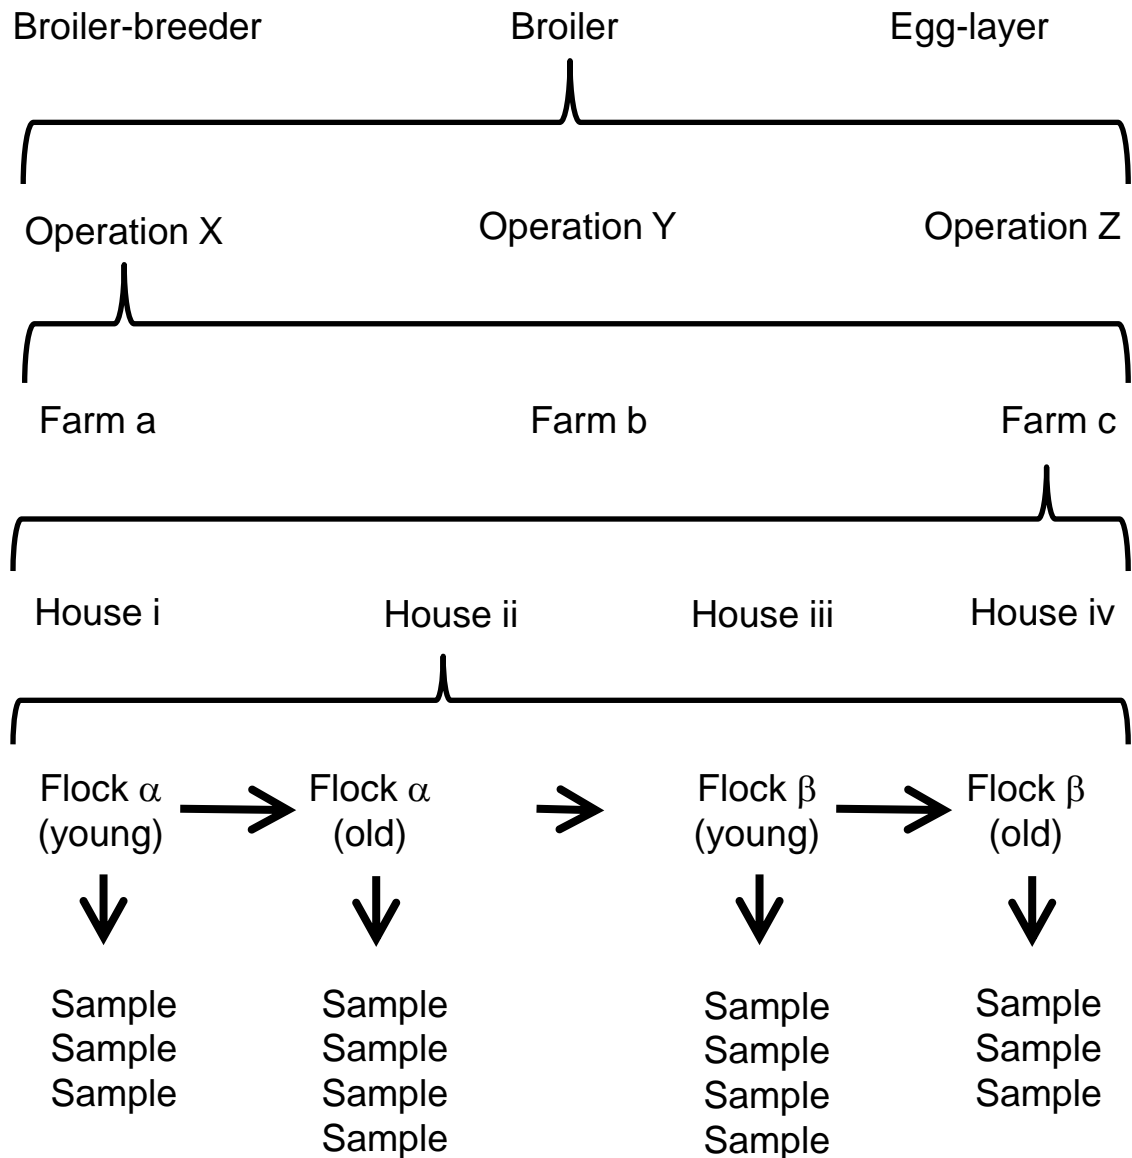 Broiler-breeder Broiler Egg-layer
Operation X Operation Y Operation Z
Farm a Farm b Farm c
House i House ii House iii House iv
Flock α Flock α Flock β Flock β
(young) (old) (young) (old)
Sample Sample Sample Sample
Sample Sample Sample Sample
Sample Sample Sample Sample
Sample Sample